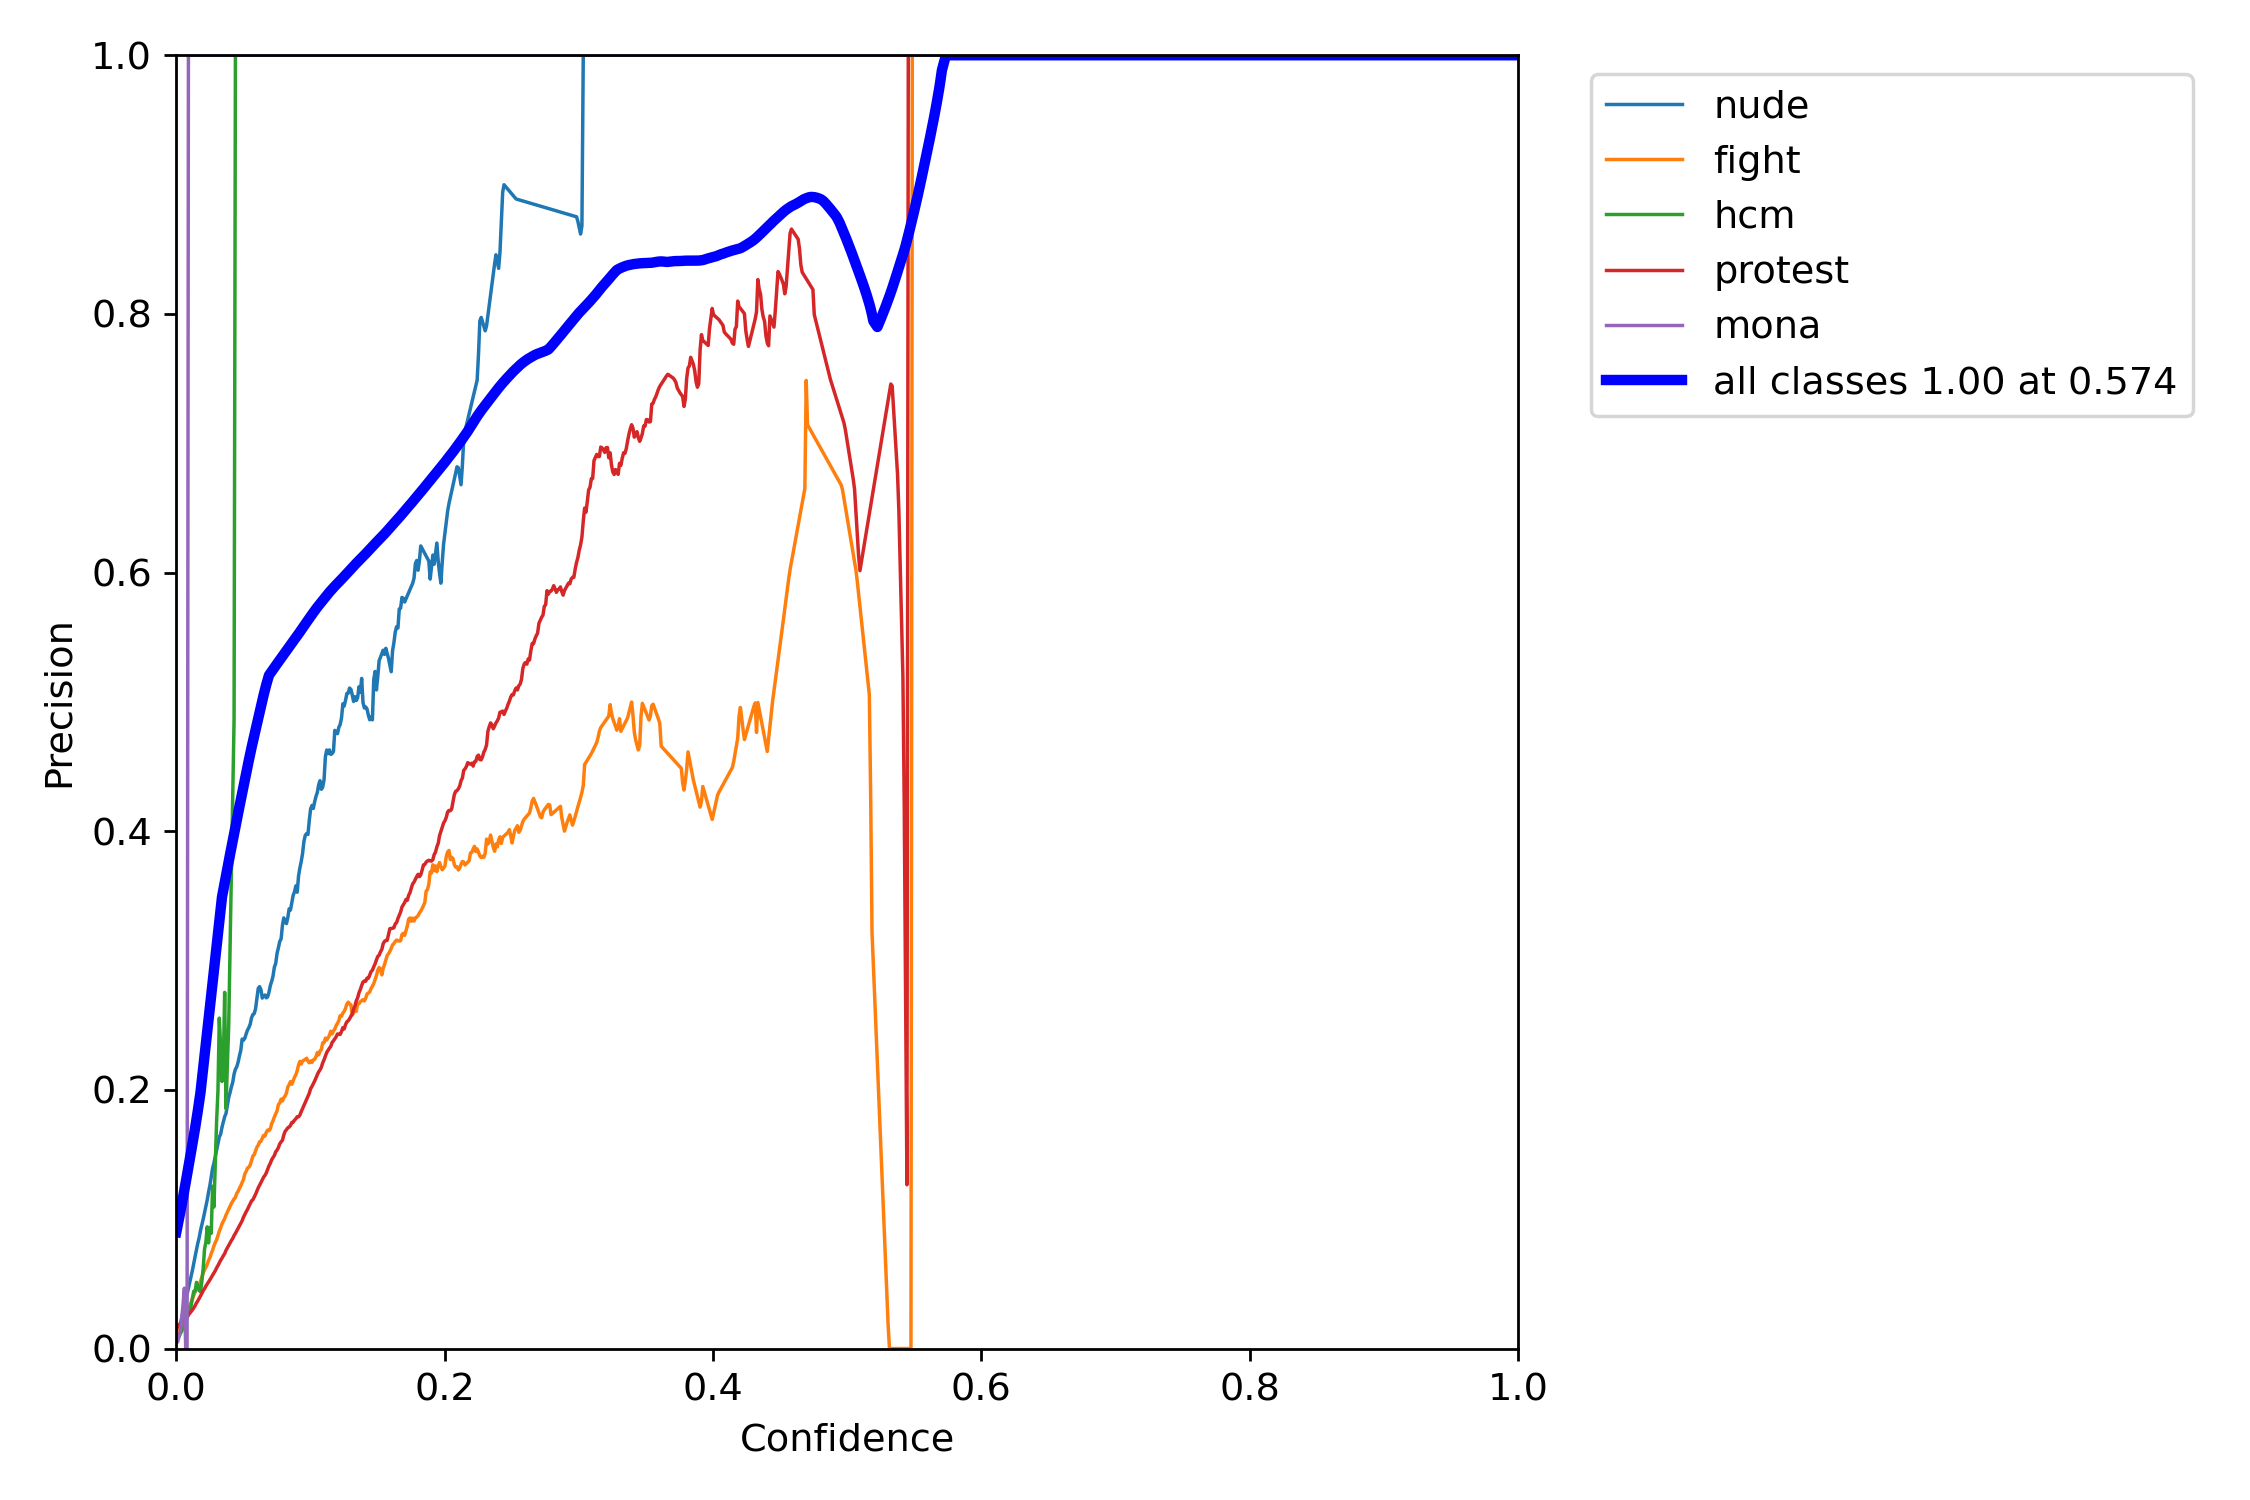 1.0
0.8
0.6
0.4
0.2
0.0
0.0 0.2 0.4 0.6 0.8 1.0
Precision
Confidence
nude
fight
hcm
protest
mona
all classes 1.00 at 0.574